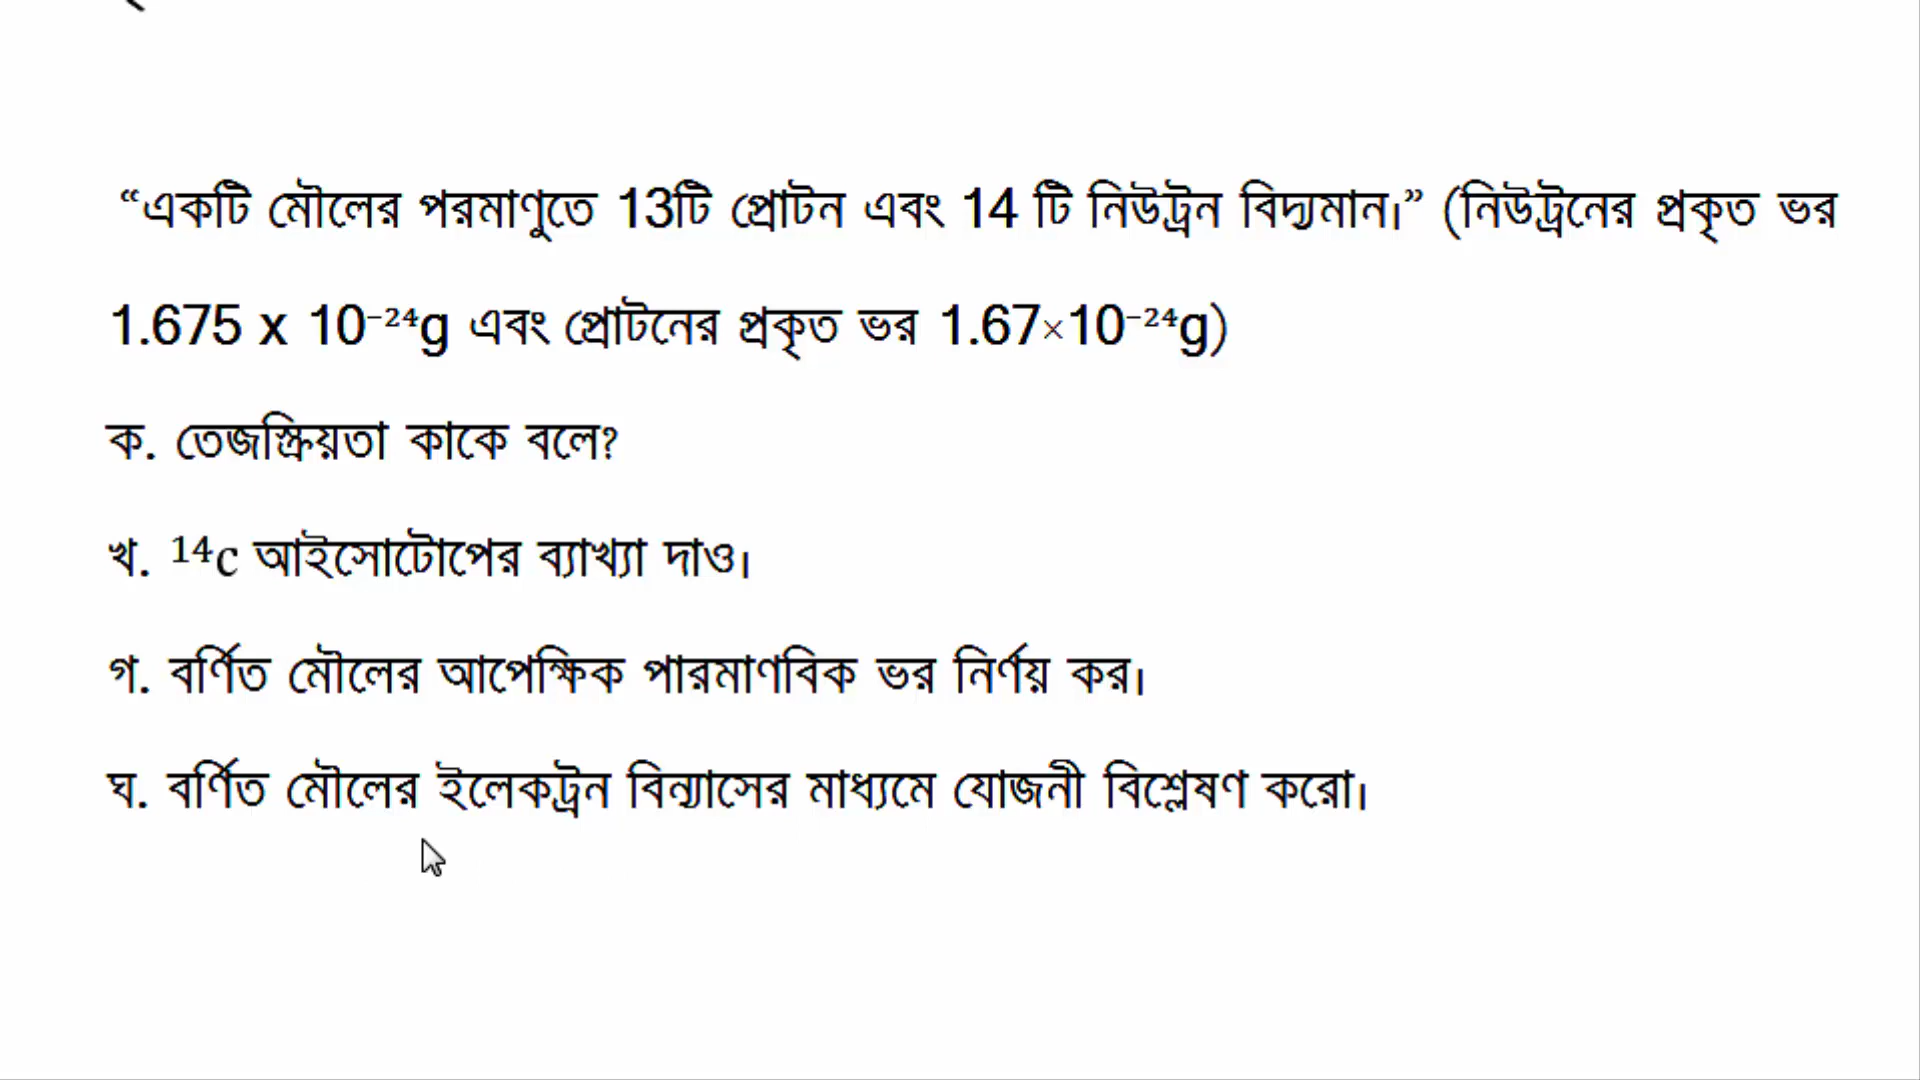 “একটি মৌলের পরমাণুতে 13টি প্রোটন এবং 14 টি নিউট্রন বিদ্যমান।” (নিউট্রনের প্রকৃত ভর
1.675 x 10⁻²⁴g এবং প্রোটনের প্রকৃত ভর 1.67×10⁻²⁴g)
ক. তেজস্ক্রিয়তা কাকে বলে?
খ. ¹⁴c আইসোটোপের ব্যাখ্যা দাও।
গ. বর্ণিত মৌলের আপেক্ষিক পারমাণবিক ভর নির্ণয় কর।
ঘ. বর্ণিত মৌলের ইলেকট্রন বিন্যাসের মাধ্যমে যোজনী বিশ্লেষণ করো।